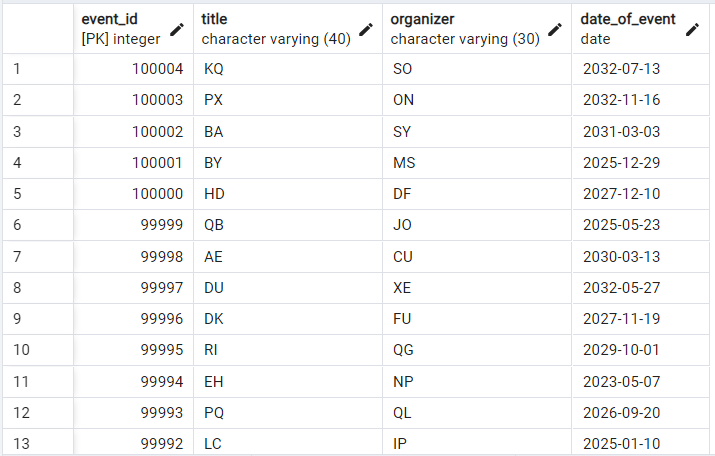 event_id title organizer date_of_event
[PK] integer character varying (40) character varying (30) date
1 100004 KQ SO 2032-07-13
2 100003 PX ON 2032-11-16
3 100002 BA SY 2031-03-03
4 100001 BY MS 2025-12-29
5 100000 HD DF 2027-12-10
6 99999 QB JO 2025-05-23
7 99998 AE CU 2030-03-13
8 99997 DU XE 2032-05-27
9 99996 DK FU 2027-11-19
10 99995 RI QG 2029-10-01
11 99994 EH NP 2023-05-07
12 99993 PQ QL 2026-09-20
13 99992 LC IP 2025-01-10